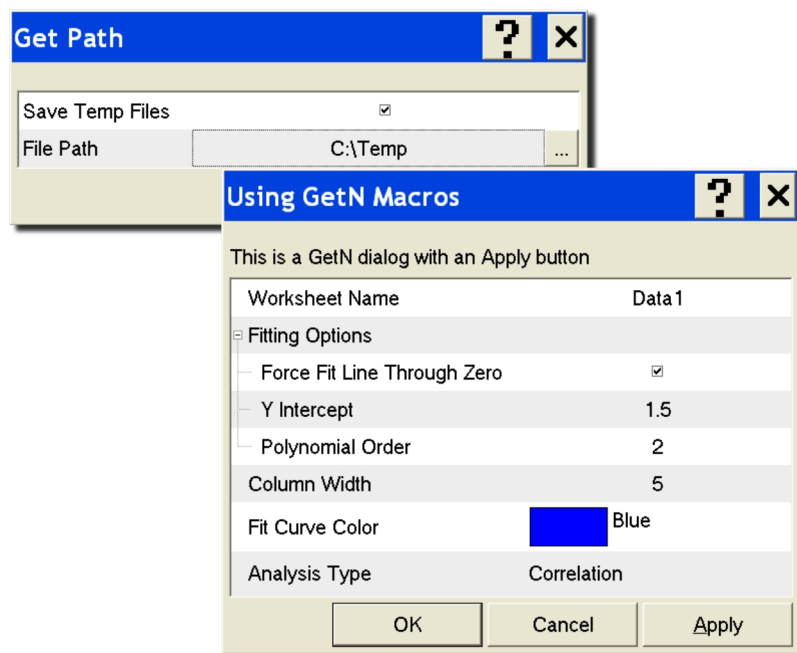 Get Path ? X
Save Temp Files
File Path C:\Temp ...
Using GetN Macros ? X
This is a GetN dialog with an Apply button
Worksheet Name Data1
Fitting Options
Force Fit Line Through Zero
Y Intercept 1.5
Polynomial Order 2
Column Width 5
Fit Curve Color Blue
Analysis Type Correlation
OK Cancel Apply